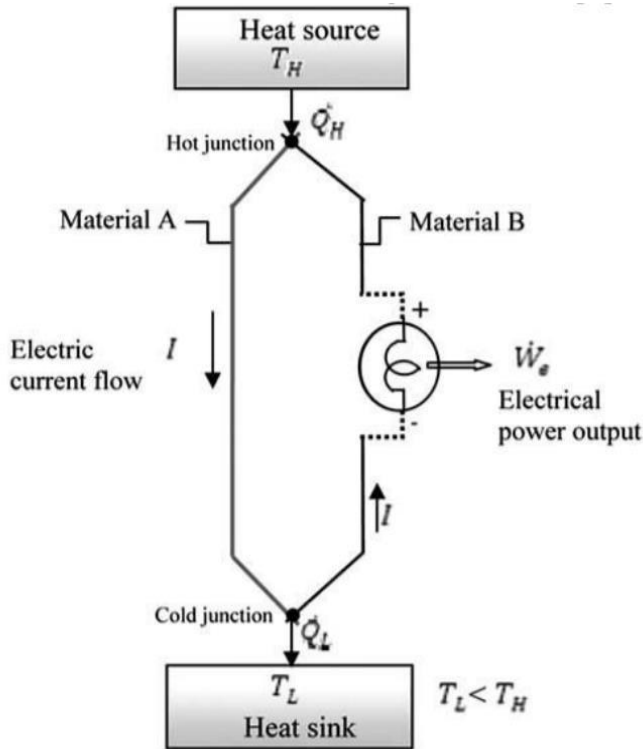 Heat source
T_H
Q̇_H
Hot junction
Material A
Material B
+
Electric
current flow
I
Ẇ_e
Electrical
power output
-
I
Cold junction
Q̇_L
T_L
Heat sink
T_L < T_H